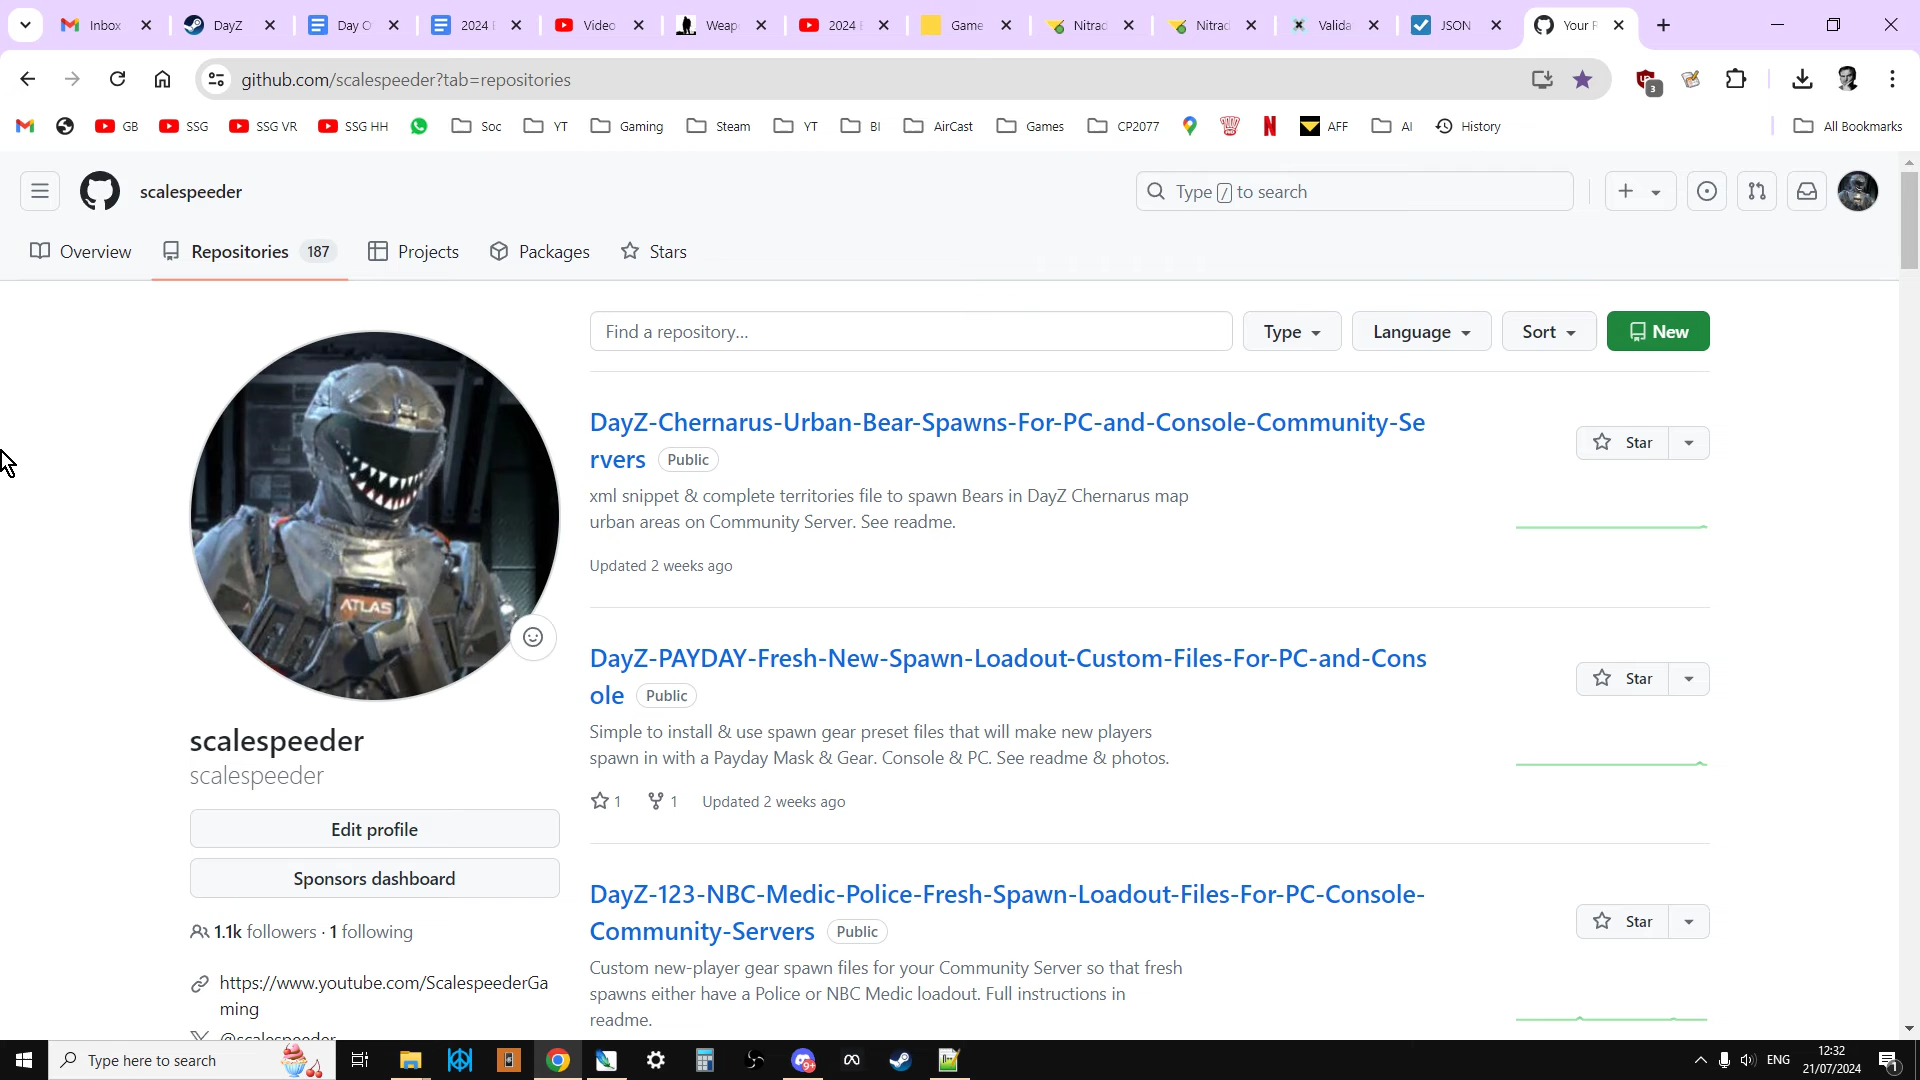 Inbox
DayZ
Day O
2024 E
Video
Weap
2024 E
Game
Nitrad
Nitrad
Valida
JSON
Your R
github.com/scalespeeder?tab=repositories
3
GB
SSG
SSG VR
SSG HH
Soc
YT
Gaming
Steam
YT
BI
AirCast
Games
CP2077
AFF
AI
History
All Bookmarks
scalespeeder
Type / to search
Overview
Repositories 187
Projects
Packages
Stars
Find a repository...
Type
Language
Sort
New
DayZ-Chernarus-Urban-Bear-Spawns-For-PC-and-Console-Community-Se
rvers Public
Star
xml snippet & complete territories file to spawn Bears in DayZ Chernarus map
urban areas on Community Server. See readme.
Updated 2 weeks ago
DayZ-PAYDAY-Fresh-New-Spawn-Loadout-Custom-Files-For-PC-and-Cons
ole Public
Star
Simple to install & use spawn gear preset files that will make new players
spawn in with a Payday Mask & Gear. Console & PC. See readme & photos.
1 1 Updated 2 weeks ago
DayZ-123-NBC-Medic-Police-Fresh-Spawn-Loadout-Files-For-PC-Console-
Community-Servers Public
Star
Custom new-player gear spawn files for your Community Server so that fresh
spawns either have a Police or NBC Medic loadout. Full instructions in
readme.
ATLAS
scalespeeder
scalespeeder
Edit profile
Sponsors dashboard
1.1k followers · 1 following
https://www.youtube.com/ScalespeederGa
ming
@scalespeeder
Type here to search
9+
ENG
12:32
21/07/2024
1